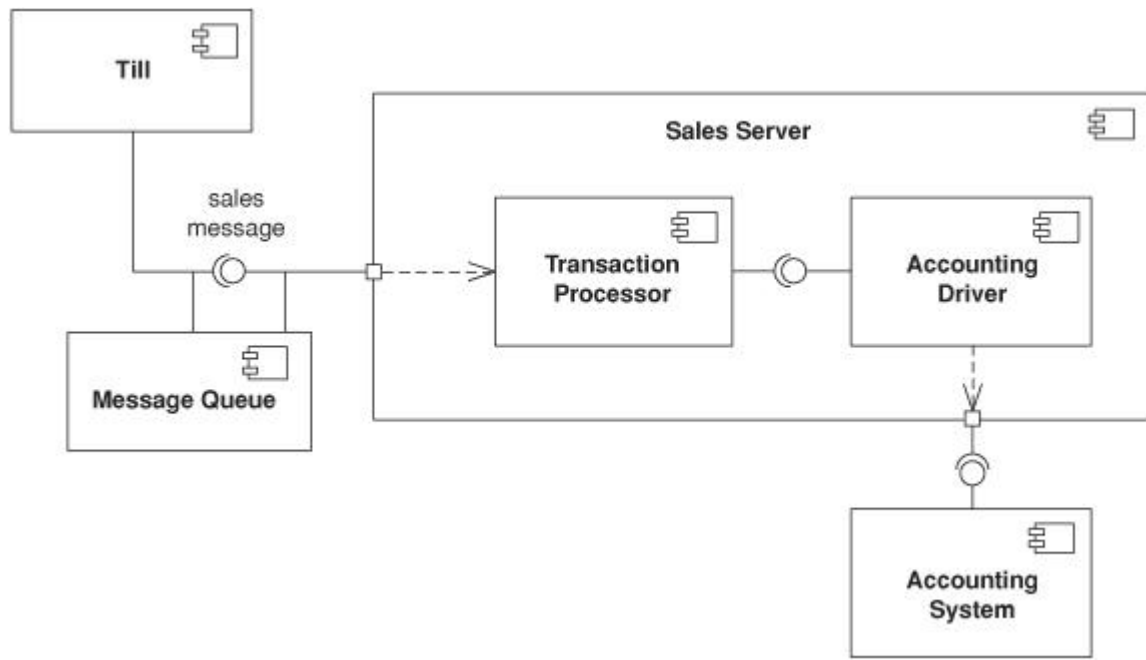 Till
Sales Server
sales
message
Transaction
Processor
Accounting
Driver
Message Queue
Accounting
System